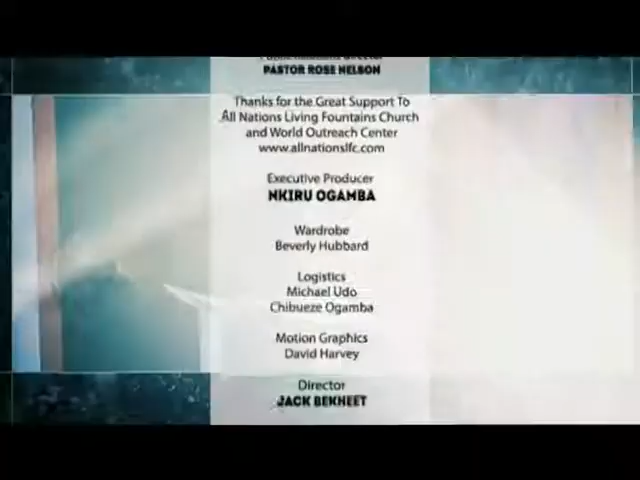 PASTOR ROSE NELSON
Thanks for the Great Support To
All Nations Living Fountains Church
and World Outreach Center
www.allnationslfc.com
Executive Producer
NKIRU OGAMBA
Wardrobe
Beverly Hubbard
Logistics
Michael Udo
Chibueze Ogamba
Motion Graphics
David Harvey
Director
JACK BEKHEET